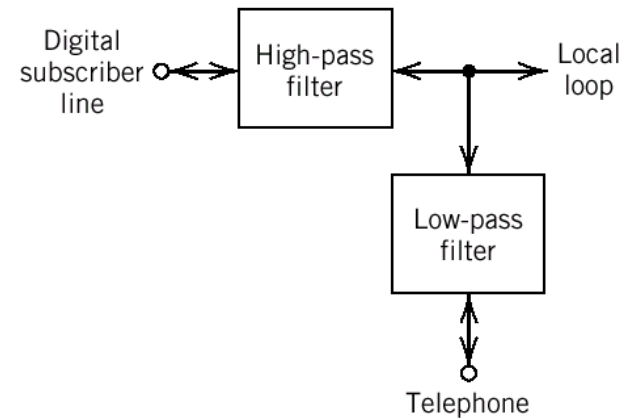 Digital
subscriber
line
High-pass
filter
Local
loop
Low-pass
filter
Telephone